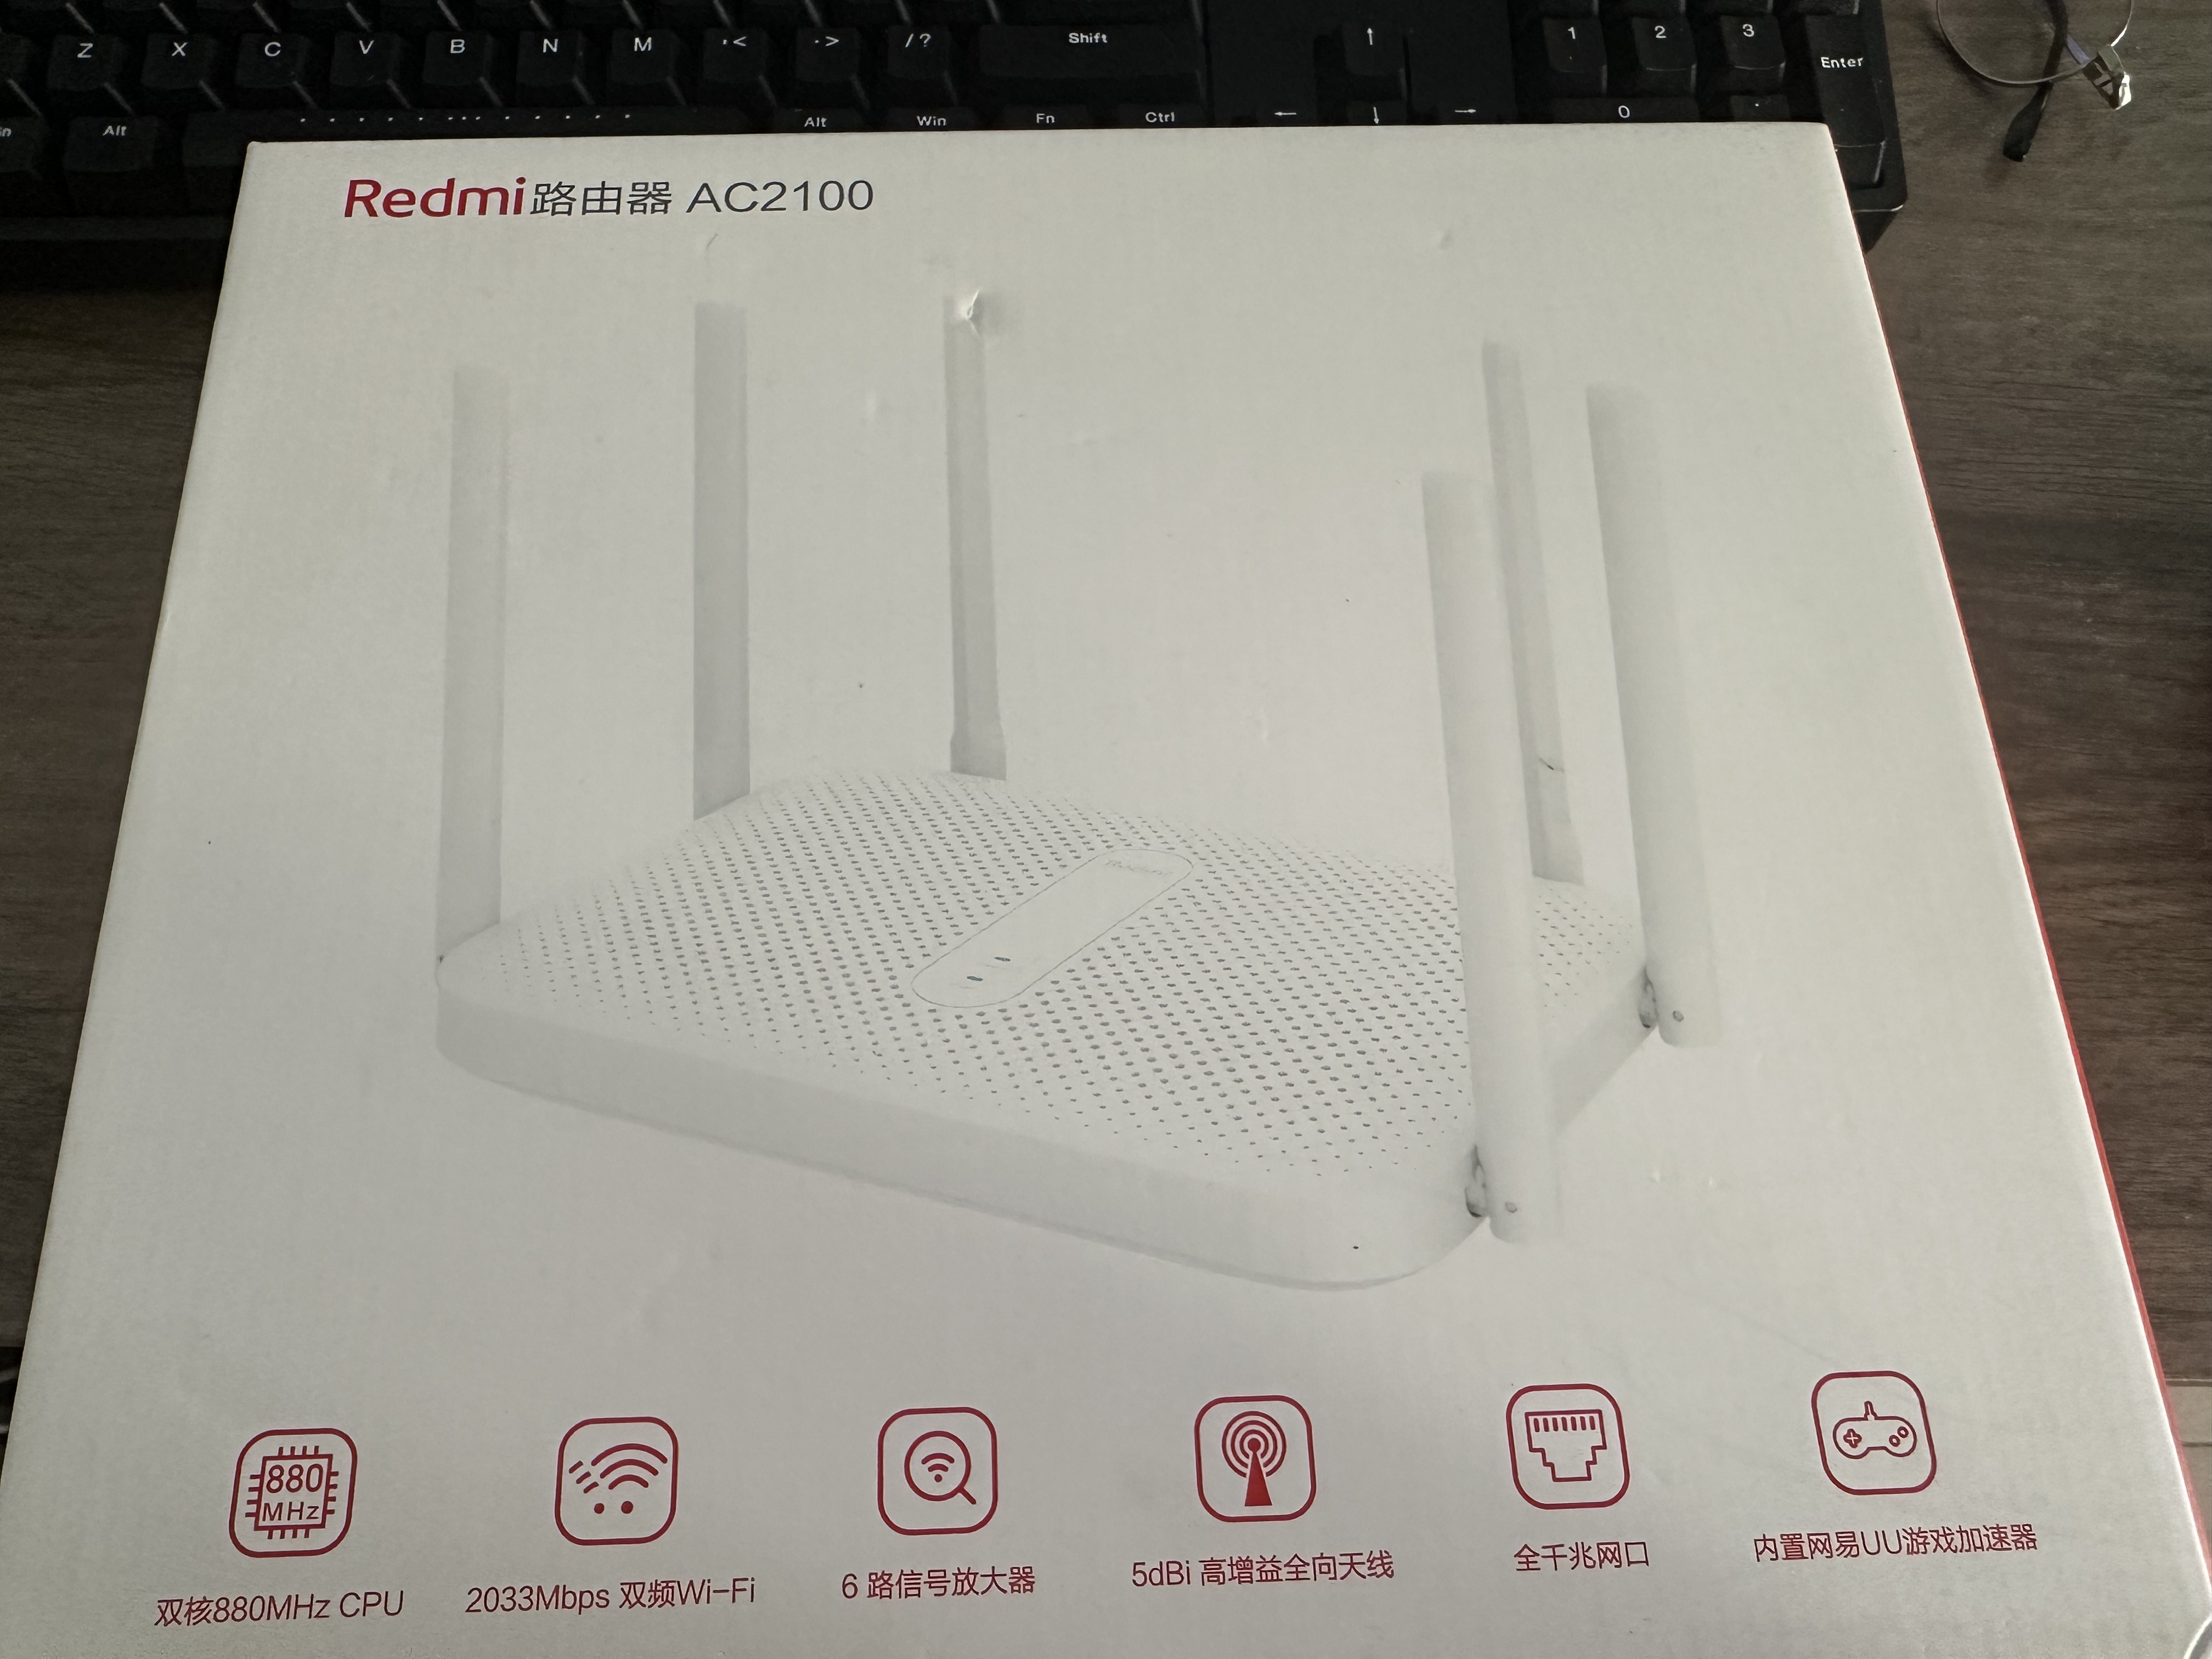 Z X C V B N M , < . > / ? Shift ↑ 1 2 3 Enter
Alt Alt Win Fn Ctrl ← ↓ → 0 .
Redmi路由器 AC2100
880
MHz
双核880MHz CPU
2033Mbps 双频Wi-Fi
6 路信号放大器
5dBi 高增益全向天线
全千兆网口
内置网易UU游戏加速器